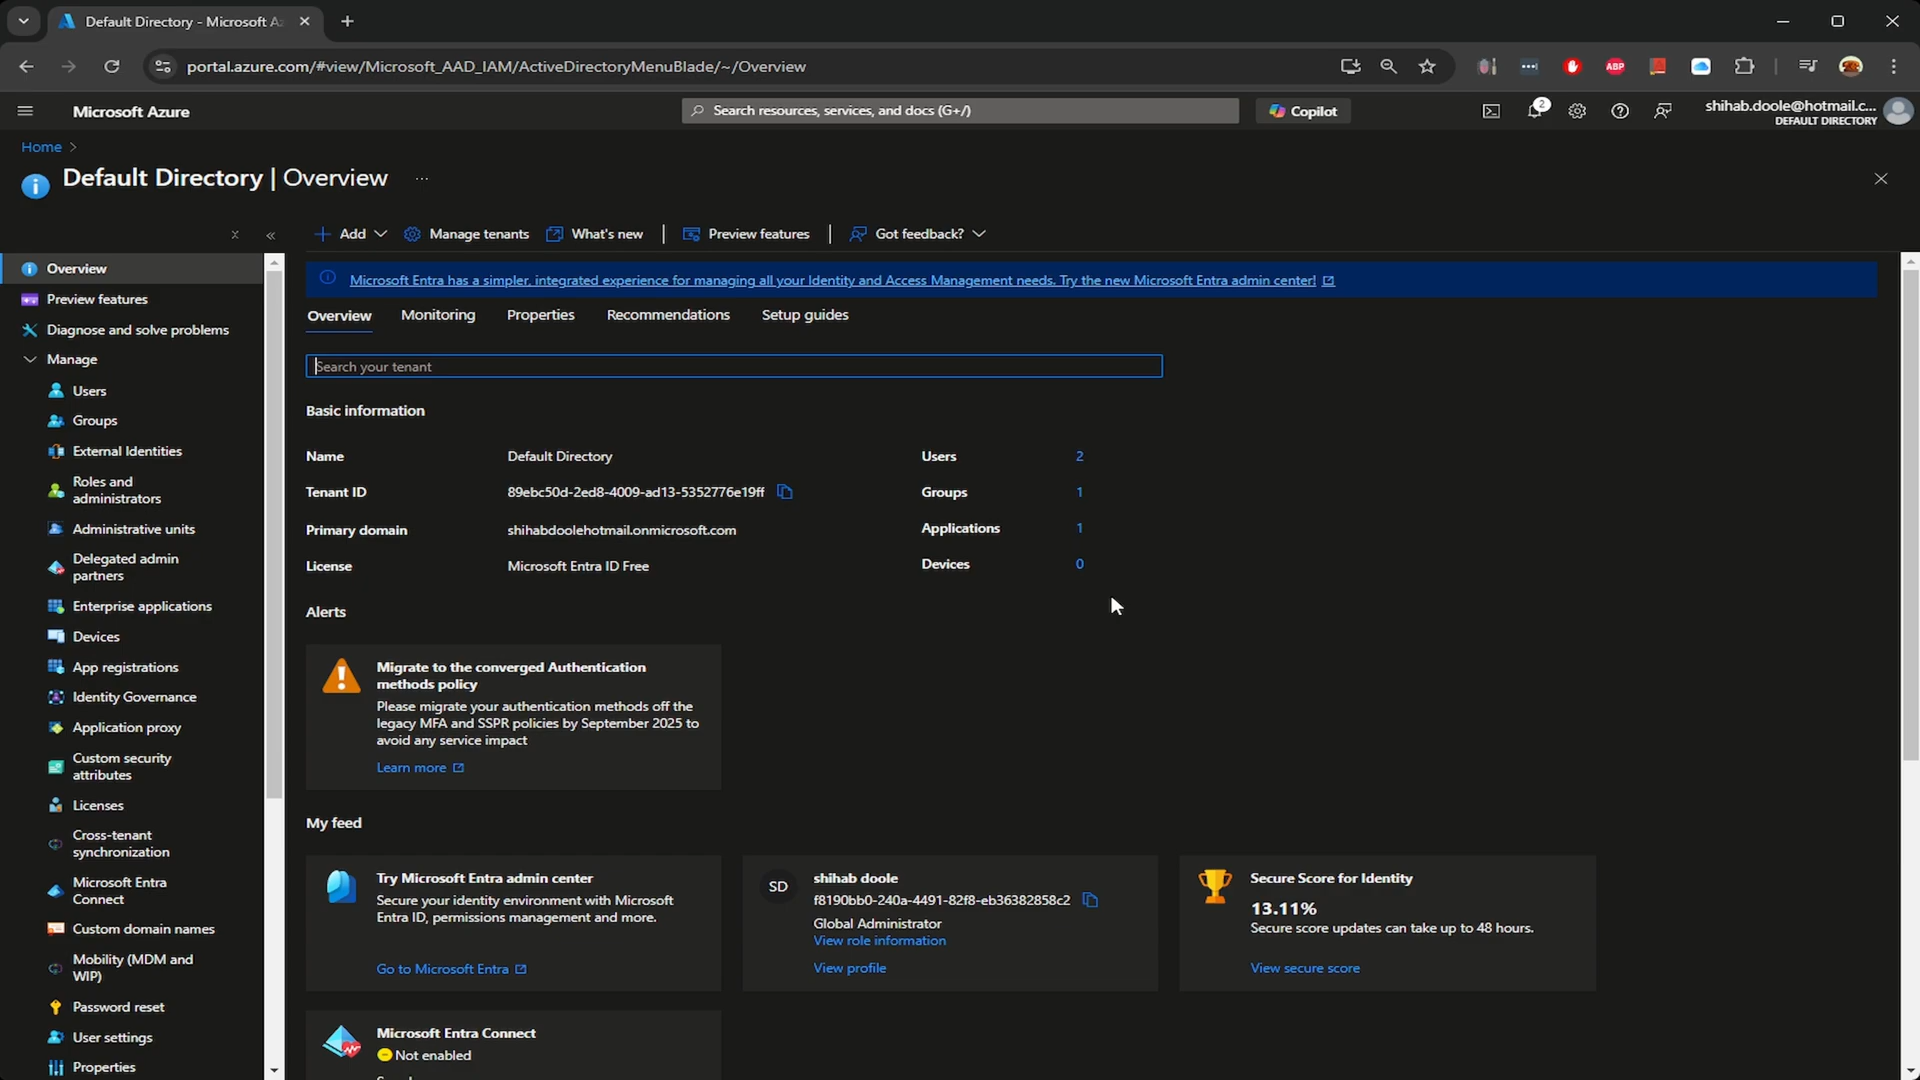 Default Directory - Microsoft Az
portal.azure.com/#view/Microsoft_AAD_IAM/ActiveDirectoryMenuBlade/~/Overview
ABP
Microsoft Azure
Search resources, services, and docs (G+/)
Copilot
2
shihab.doole@hotmail.c...
DEFAULT DIRECTORY
Home >
Default Directory | Overview ...
Add
Manage tenants
What's new
Preview features
Got feedback?
Overview
Preview features
Diagnose and solve problems
Manage
Users
Groups
External Identities
Roles and
administrators
Administrative units
Delegated admin
partners
Enterprise applications
Devices
App registrations
Identity Governance
Application proxy
Custom security
attributes
Licenses
Cross-tenant
synchronization
Microsoft Entra
Connect
Custom domain names
Mobility (MDM and
WIP)
Password reset
User settings
Properties
Microsoft Entra has a simpler, integrated experience for managing all your Identity and Access Management needs. Try the new Microsoft Entra admin center!
Overview Monitoring Properties Recommendations Setup guides
Search your tenant
Basic information
Name Default Directory Users 2
Tenant ID 89ebc50d-2ed8-4009-ad13-5352776e19ff Groups 1
Primary domain shihabdoolehotmail.onmicrosoft.com Applications 1
License Microsoft Entra ID Free Devices 0
Alerts
Migrate to the converged Authentication
methods policy
Please migrate your authentication methods off the
legacy MFA and SSPR policies by September 2025 to
avoid any service impact
Learn more
My feed
Try Microsoft Entra admin center
Secure your identity environment with Microsoft
Entra ID, permissions management and more.
Go to Microsoft Entra
SD
shihab doole
f8190bb0-240a-4491-82f8-eb36382858c2
Global Administrator
View role information
View profile
Secure Score for Identity
13.11%
Secure score updates can take up to 48 hours.
View secure score
Microsoft Entra Connect
Not enabled